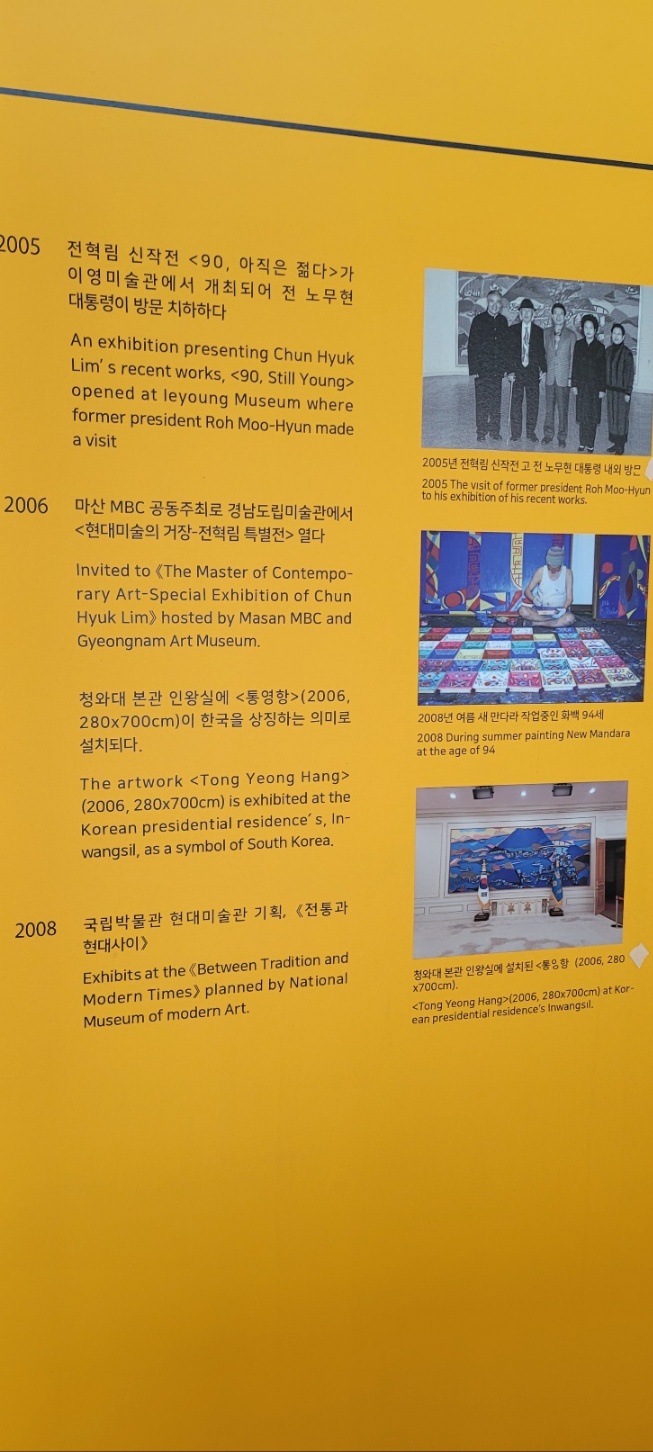 2005
전혁림 신작전 <90, 아직은 젊다>가
이영미술관에서 개최되어 전 노무현
대통령이 방문 치하하다
An exhibition presenting Chun Hyuk
Lim's recent works, <90, Still Young>
opened at Ieyoung Museum where
former president Roh Moo-Hyun made
a visit
2006
마산 MBC 공동주최로 경남도립미술관에서
<현대미술의 거장-전혁림 특별전> 열다
Invited to 《The Master of Contempo-
rary Art-Special Exhibition of Chun
Hyuk Lim》 hosted by Masan MBC and
Gyeongnam Art Museum.
청와대 본관 인왕실에 <통영항>(2006,
280x700cm)이 한국을 상징하는 의미로
설치되다.
The artwork <Tong Yeong Hang>
(2006, 280x700cm) is exhibited at the
Korean presidential residence's, In-
wangsil, as a symbol of South Korea.
2008
국립박물관 현대미술관 기획, 《전통과
현대사이》
Exhibits at the 《Between Tradition and
Modern Times》 planned by National
Museum of modern Art.
2005년 전혁림 신작전 고 전 노무현 대통령 내외 방문
2005 The visit of former president Roh Moo-Hyun
to his exhibition of his recent works.
2008년 여름 새 만다라 작업중인 화백 94세
2008 During summer painting New Mandara
at the age of 94
청와대 본관 인왕실에 설치된 <통영항 (2006, 280
x700cm).
<Tong Yeong Hang>(2006, 280x700cm) at Kor-
ean presidential residence's Inwangsil.